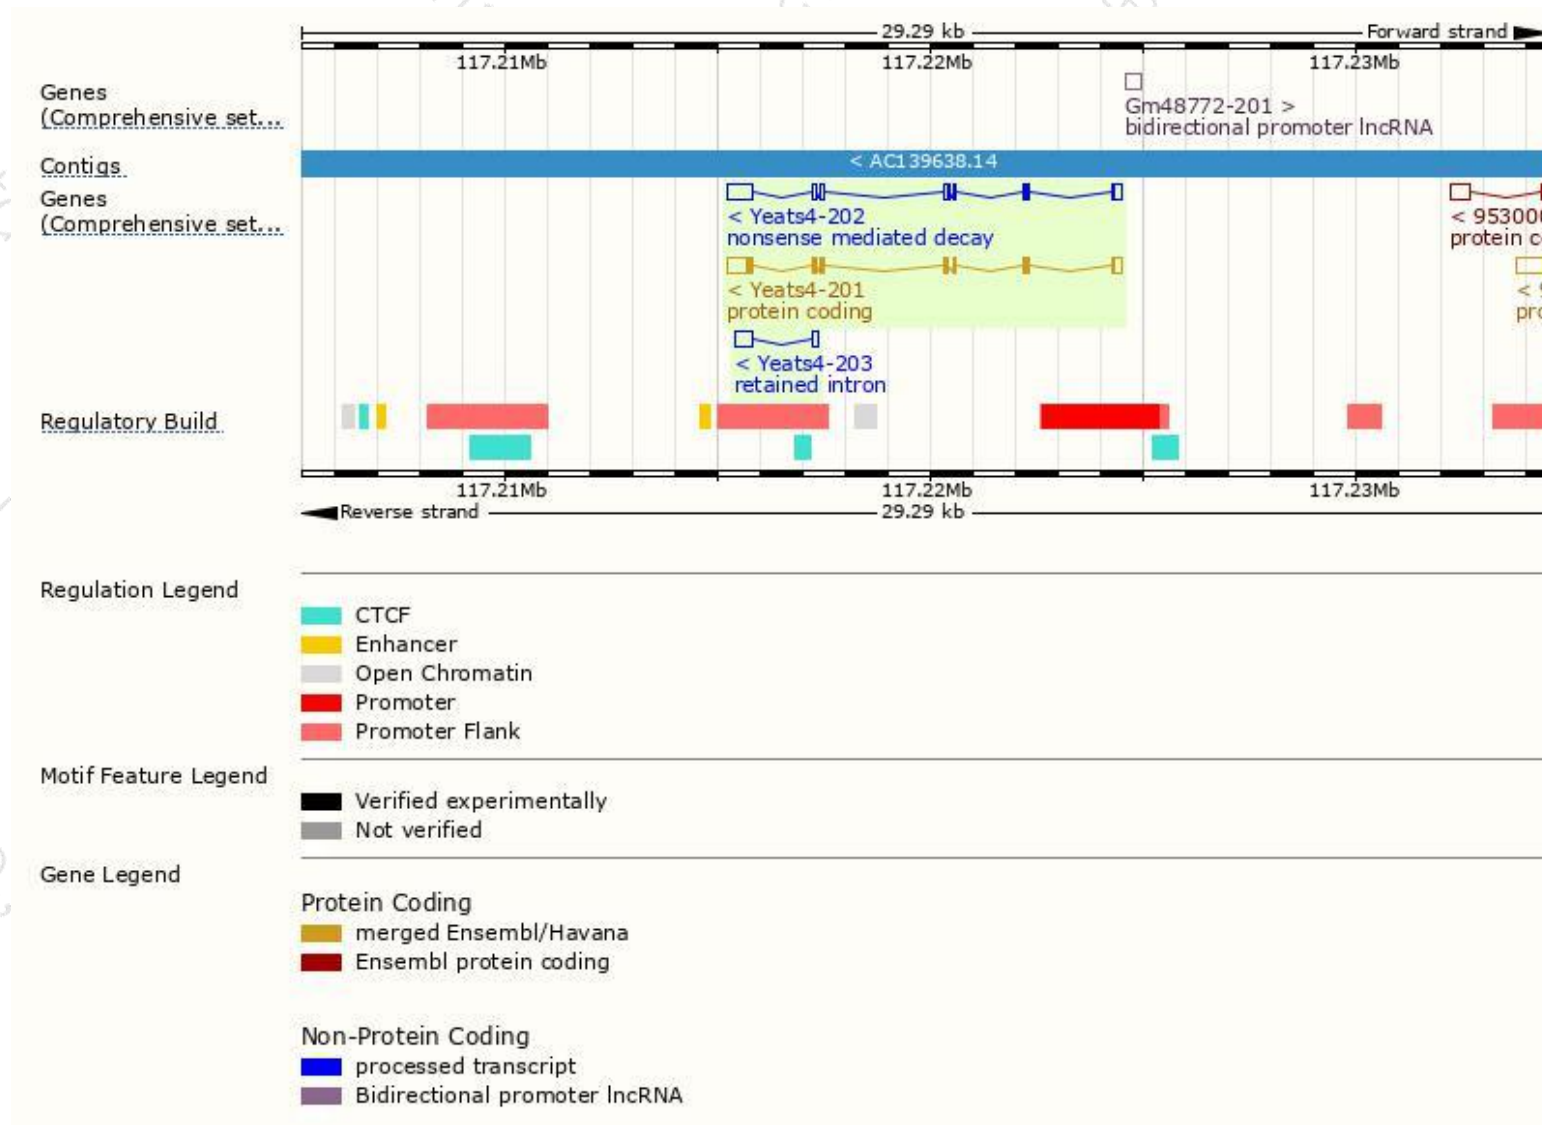 29.29 kb
Forward strand
117.21Mb 117.22Mb 117.23Mb
Genes
(Comprehensive set...
Gm48772-201 >
bidirectional promoter lncRNA
Contigs
< AC139638.14
Genes
(Comprehensive set...
< Yeats4-202
nonsense mediated decay
< 95300
protein c
< Yeats4-201
protein coding
<
pro
< Yeats4-203
retained intron
Regulatory Build
117.21Mb 117.22Mb 117.23Mb
Reverse strand
29.29 kb
Regulation Legend
CTCF
Enhancer
Open Chromatin
Promoter
Promoter Flank
Motif Feature Legend
Verified experimentally
Not verified
Gene Legend
Protein Coding
merged Ensembl/Havana
Ensembl protein coding
Non-Protein Coding
processed transcript
Bidirectional promoter lncRNA